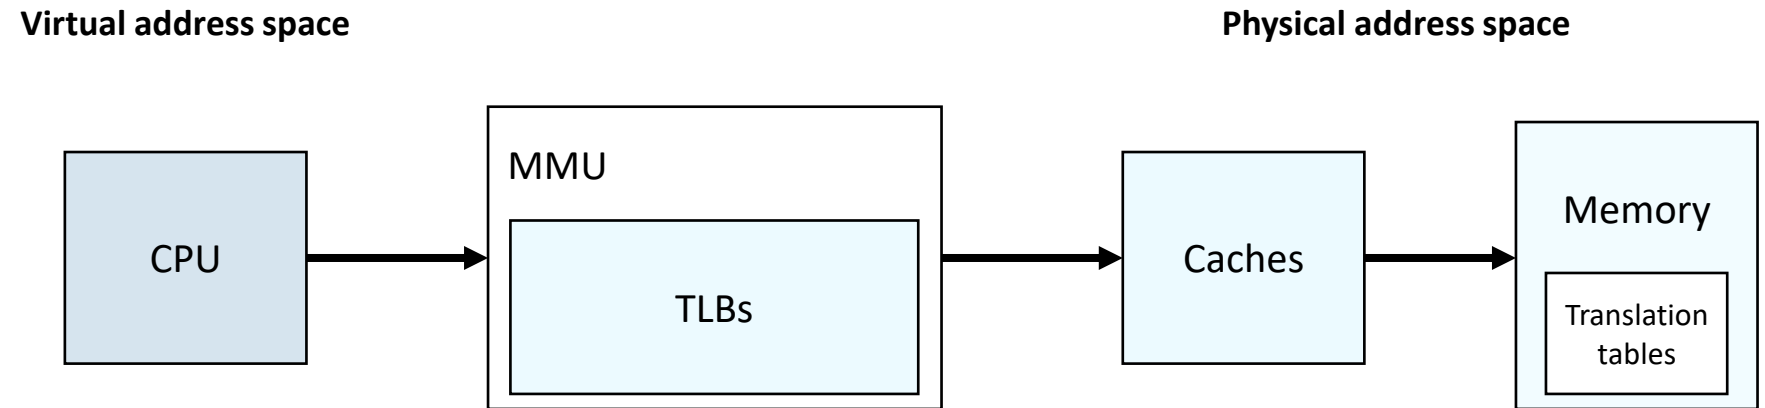 Virtual address space
Physical address space
CPU
MMU
TLBs
Caches
Memory
Translation
tables